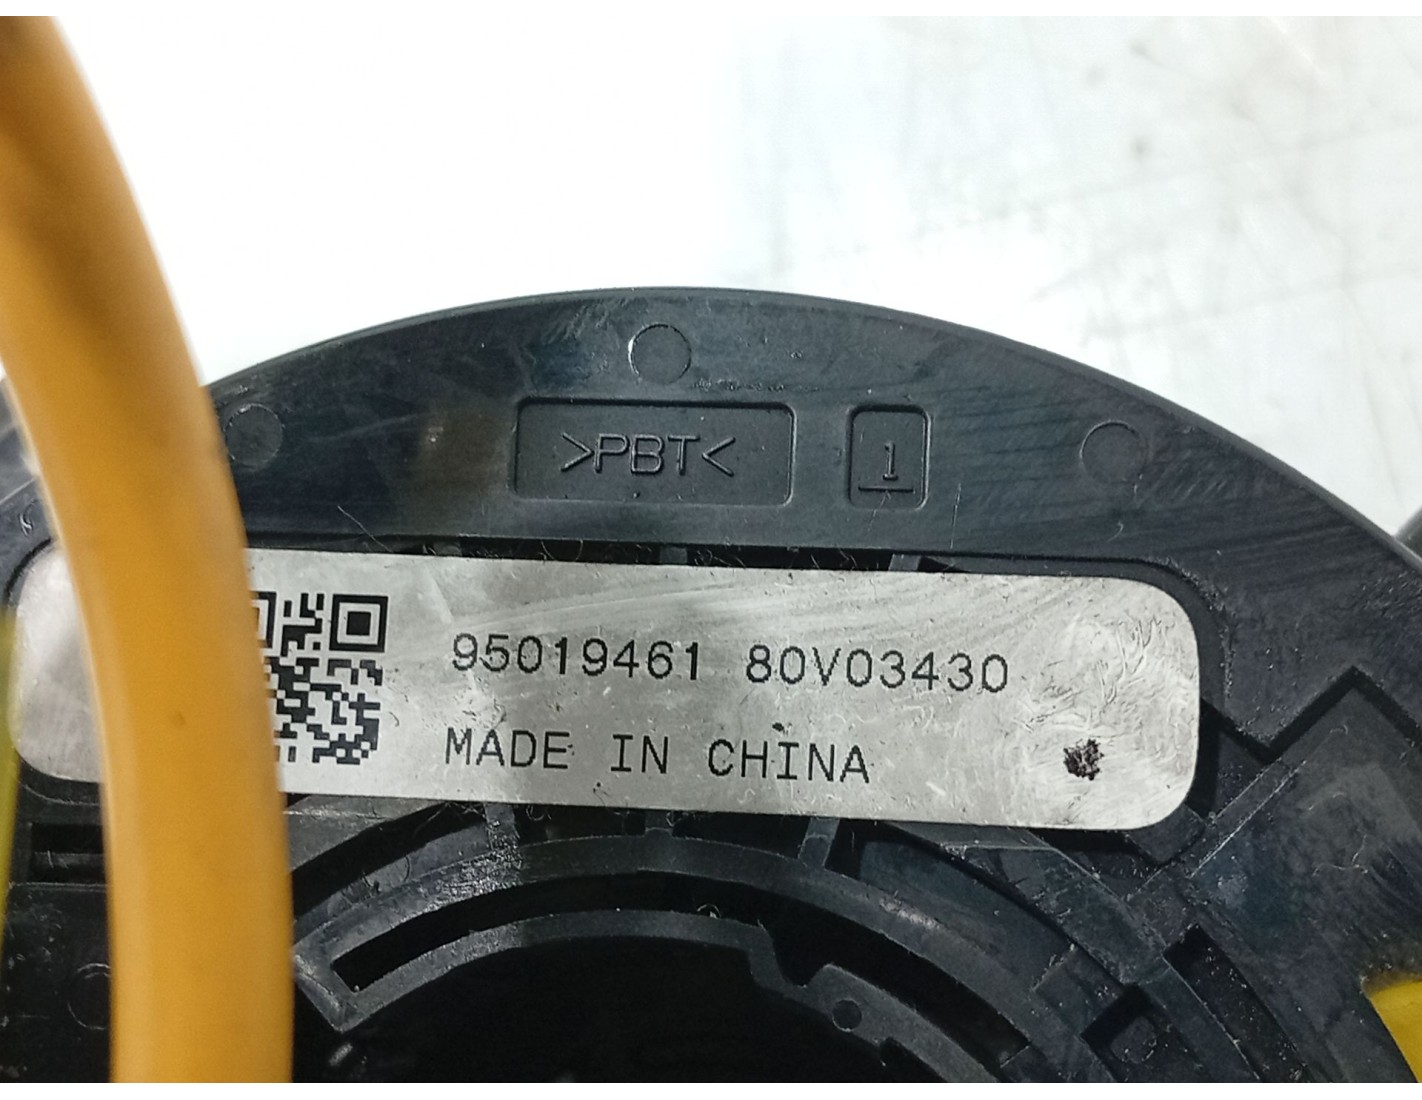 >PBT< 1
95019461 80V03430
MADE IN CHINA